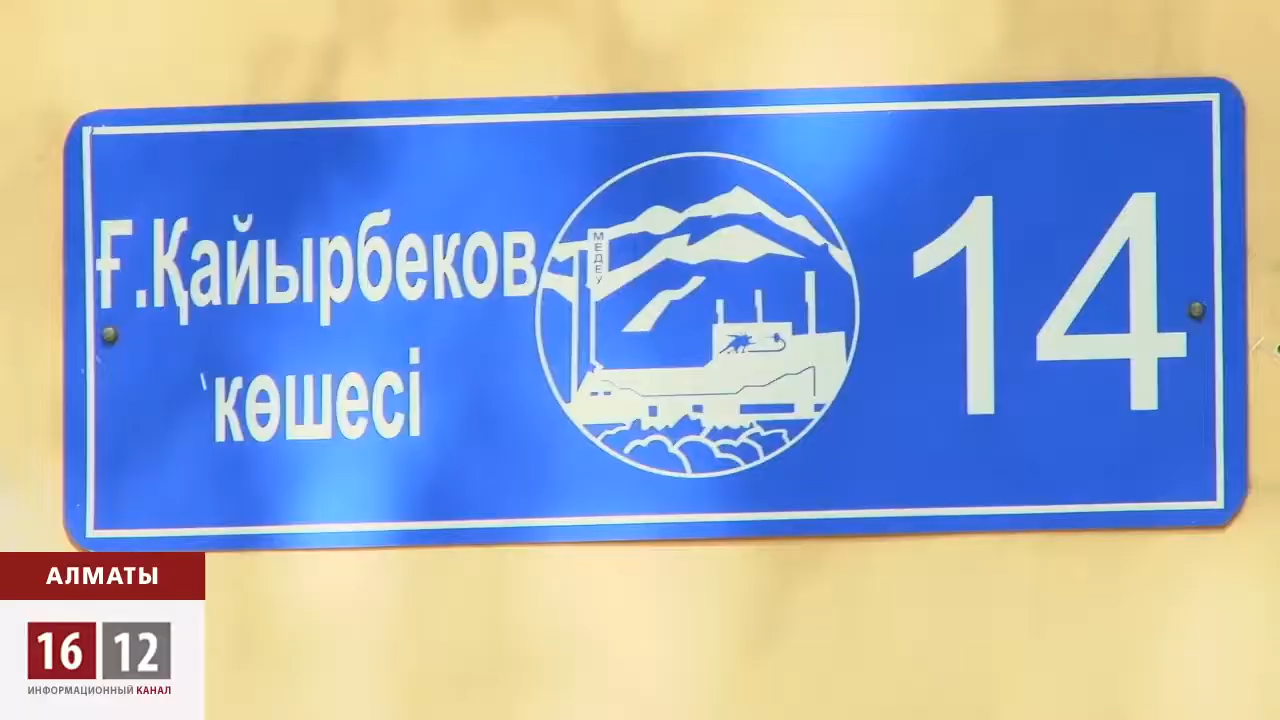 Ғ.Қайырбеков
көшесі
МЕДЕУ
14
АЛМАТЫ
16 12
ИНФОРМАЦИОННЫЙ КАНАЛ